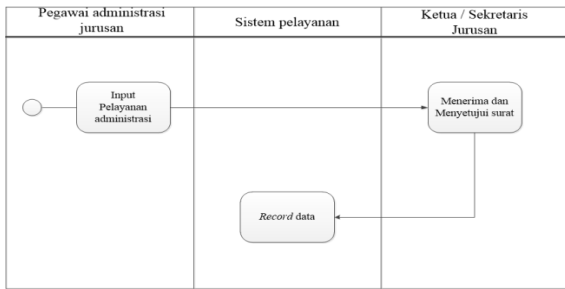 Pegawai administrasi
jurusan
Sistem pelayanan
Ketua / Sekretaris
Jurusan
Input
Pelayanan
administrasi
Menerima dan
Menyetujui surat
Record data